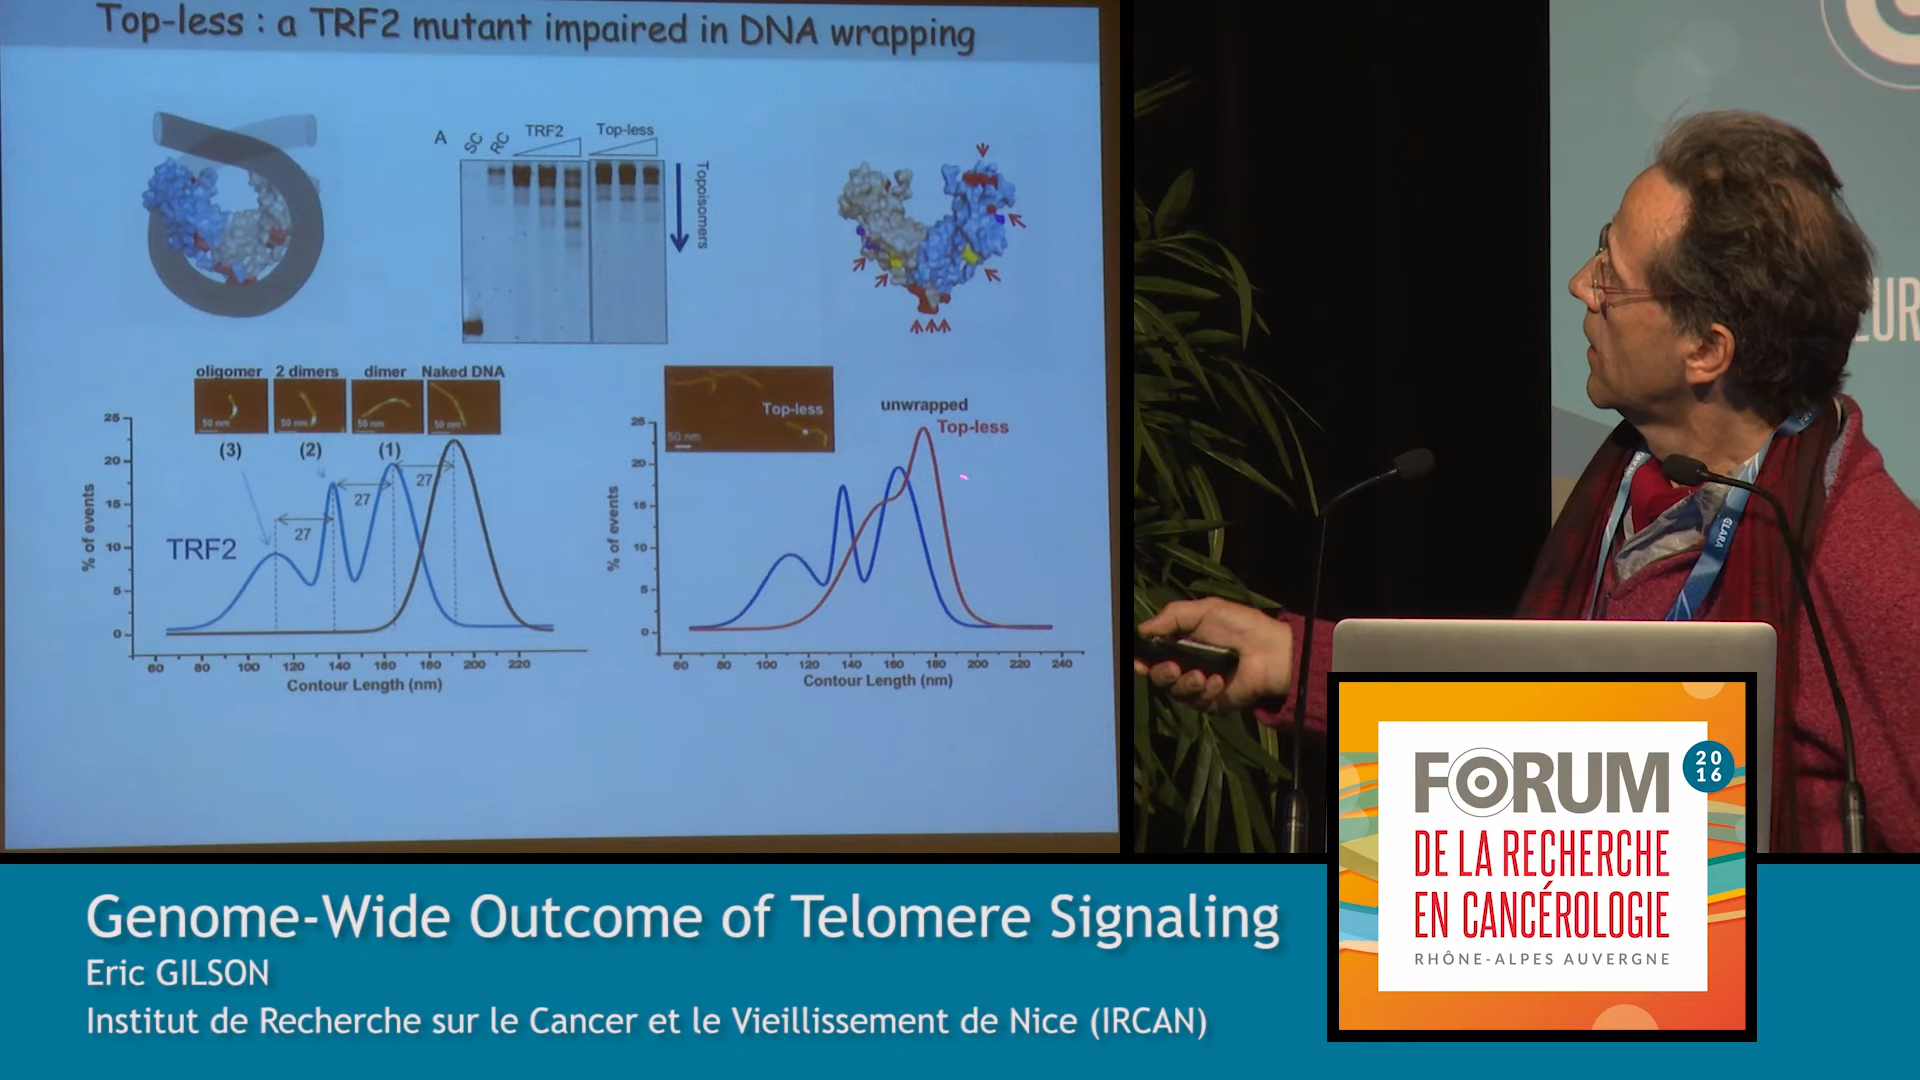 Top-less : a TRF2 mutant impaired in DNA wrapping
A
SC
RC
TRF2
Top-less
Topoisomers
oligomer
2 dimers
dimer
Naked DNA
50 nm
50 nm
50 nm
50 nm
(3)
(2)
(1)
27
27
27
TRF2
% of events
25
20
15
10
5
0
60 80 100 120 140 160 180 200 220
Contour Length (nm)
Top-less
50 nm
unwrapped
Top-less
% of events
25
20
15
10
5
0
60 80 100 120 140 160 180 200 220 240
Contour Length (nm)
CLARA
EUR
FORUM
2016
DE LA RECHERCHE
EN CANCÉROLOGIE
RHÔNE-ALPES AUVERGNE
Genome-Wide Outcome of Telomere Signaling
Eric GILSON
Institut de Recherche sur le Cancer et le Vieillissement de Nice (IRCAN)